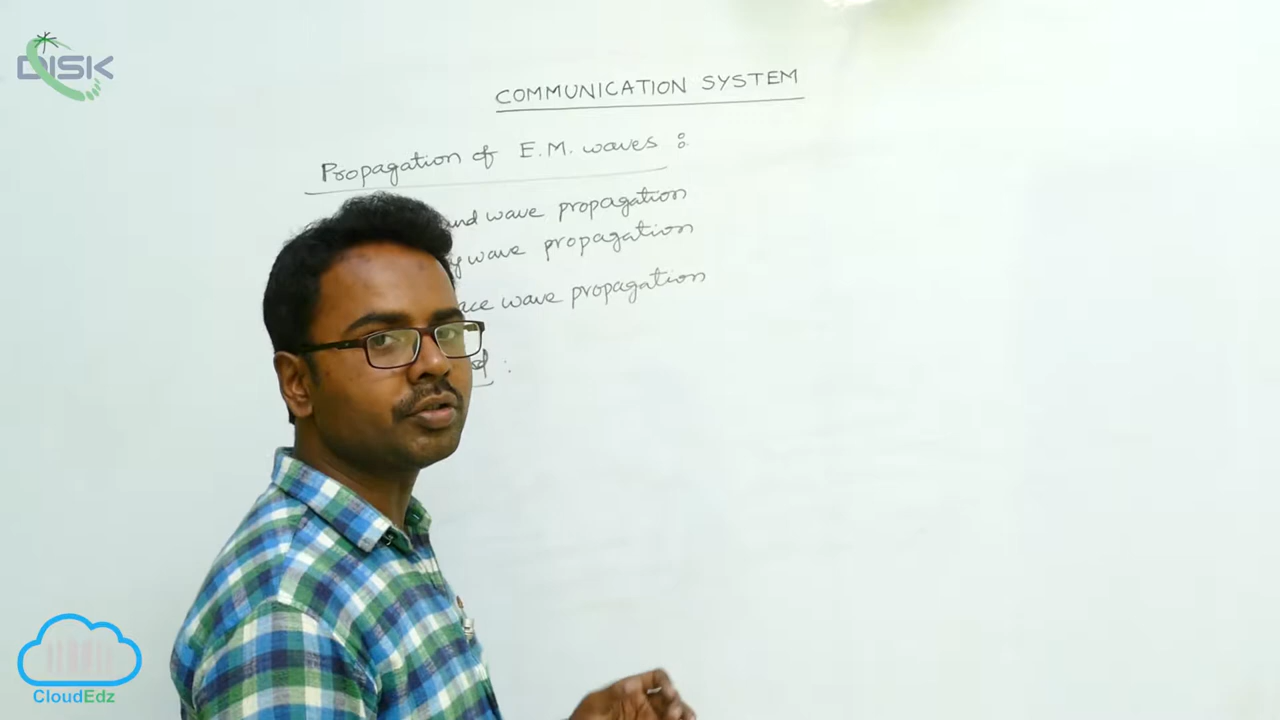 DISK
COMMUNICATION SYSTEM
Propagation of E.M. waves :
wave propagation
wave propagation
wave propagation
CloudEdz